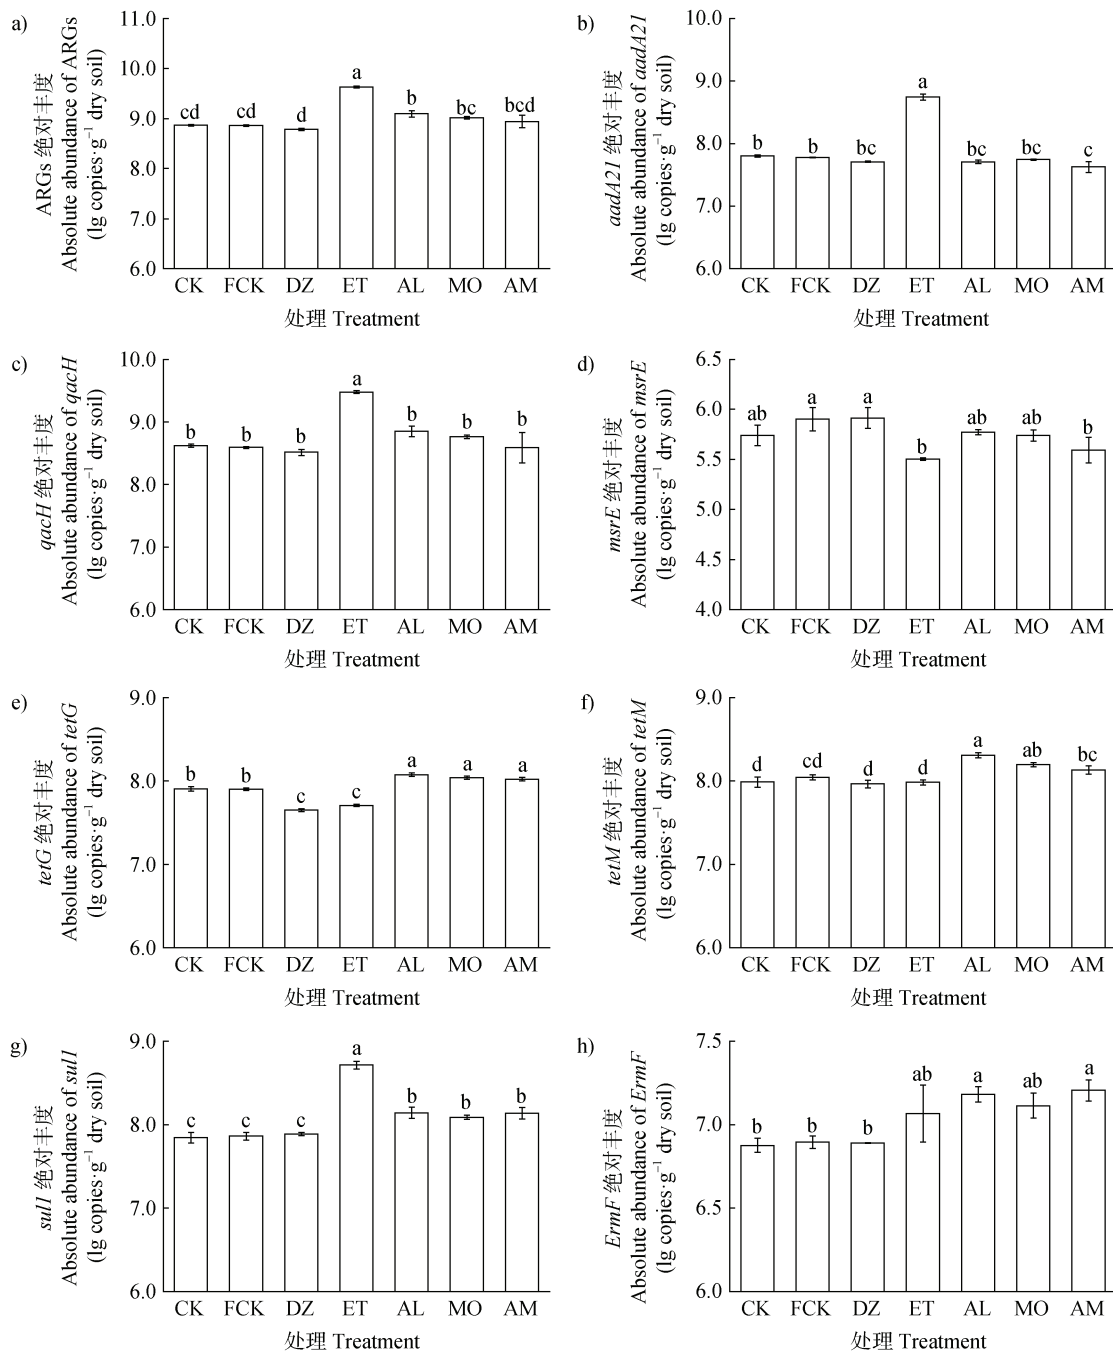 a)
ARGs 绝对丰度
Absolute abundance of ARGs
(lg copies·g⁻¹ dry soil)
11.0
10.0
9.0
8.0
7.0
6.0
cd cd d a b bc bcd
CK FCK DZ ET AL MO AM
处理 Treatment
b)
aadA21 绝对丰度
Absolute abundance of aadA21
(lg copies·g⁻¹ dry soil)
10.0
9.0
8.0
7.0
6.0
b b bc a bc bc c
CK FCK DZ ET AL MO AM
处理 Treatment
c)
qacH 绝对丰度
Absolute abundance of qacH
(lg copies·g⁻¹ dry soil)
10.0
9.0
8.0
7.0
6.0
b b b a b b b
CK FCK DZ ET AL MO AM
处理 Treatment
d)
msrE 绝对丰度
Absolute abundance of msrE
(lg copies·g⁻¹ dry soil)
6.5
6.0
5.5
5.0
4.5
4.0
ab a a b ab ab b
CK FCK DZ ET AL MO AM
处理 Treatment
e)
tetG 绝对丰度
Absolute abundance of tetG
(lg copies·g⁻¹ dry soil)
9.0
8.0
8.0
6.0
b b c c a a a
CK FCK DZ ET AL MO AM
处理 Treatment
f)
tetM 绝对丰度
Absolute abundance of tetM
(lg copies·g⁻¹ dry soil)
9.0
8.0
8.0
6.0
d cd d d a ab bc
CK FCK DZ ET AL MO AM
处理 Treatment
g)
sul1 绝对丰度
Absolute abundance of sul1
(lg copies·g⁻¹ dry soil)
9.0
8.0
8.0
6.0
c c c a b b b
CK FCK DZ ET AL MO AM
处理 Treatment
h)
ErmF 绝对丰度
Absolute abundance of ErmF
(lg copies·g⁻¹ dry soil)
7.5
7.0
6.5
6.0
b b b ab a ab a
CK FCK DZ ET AL MO AM
处理 Treatment